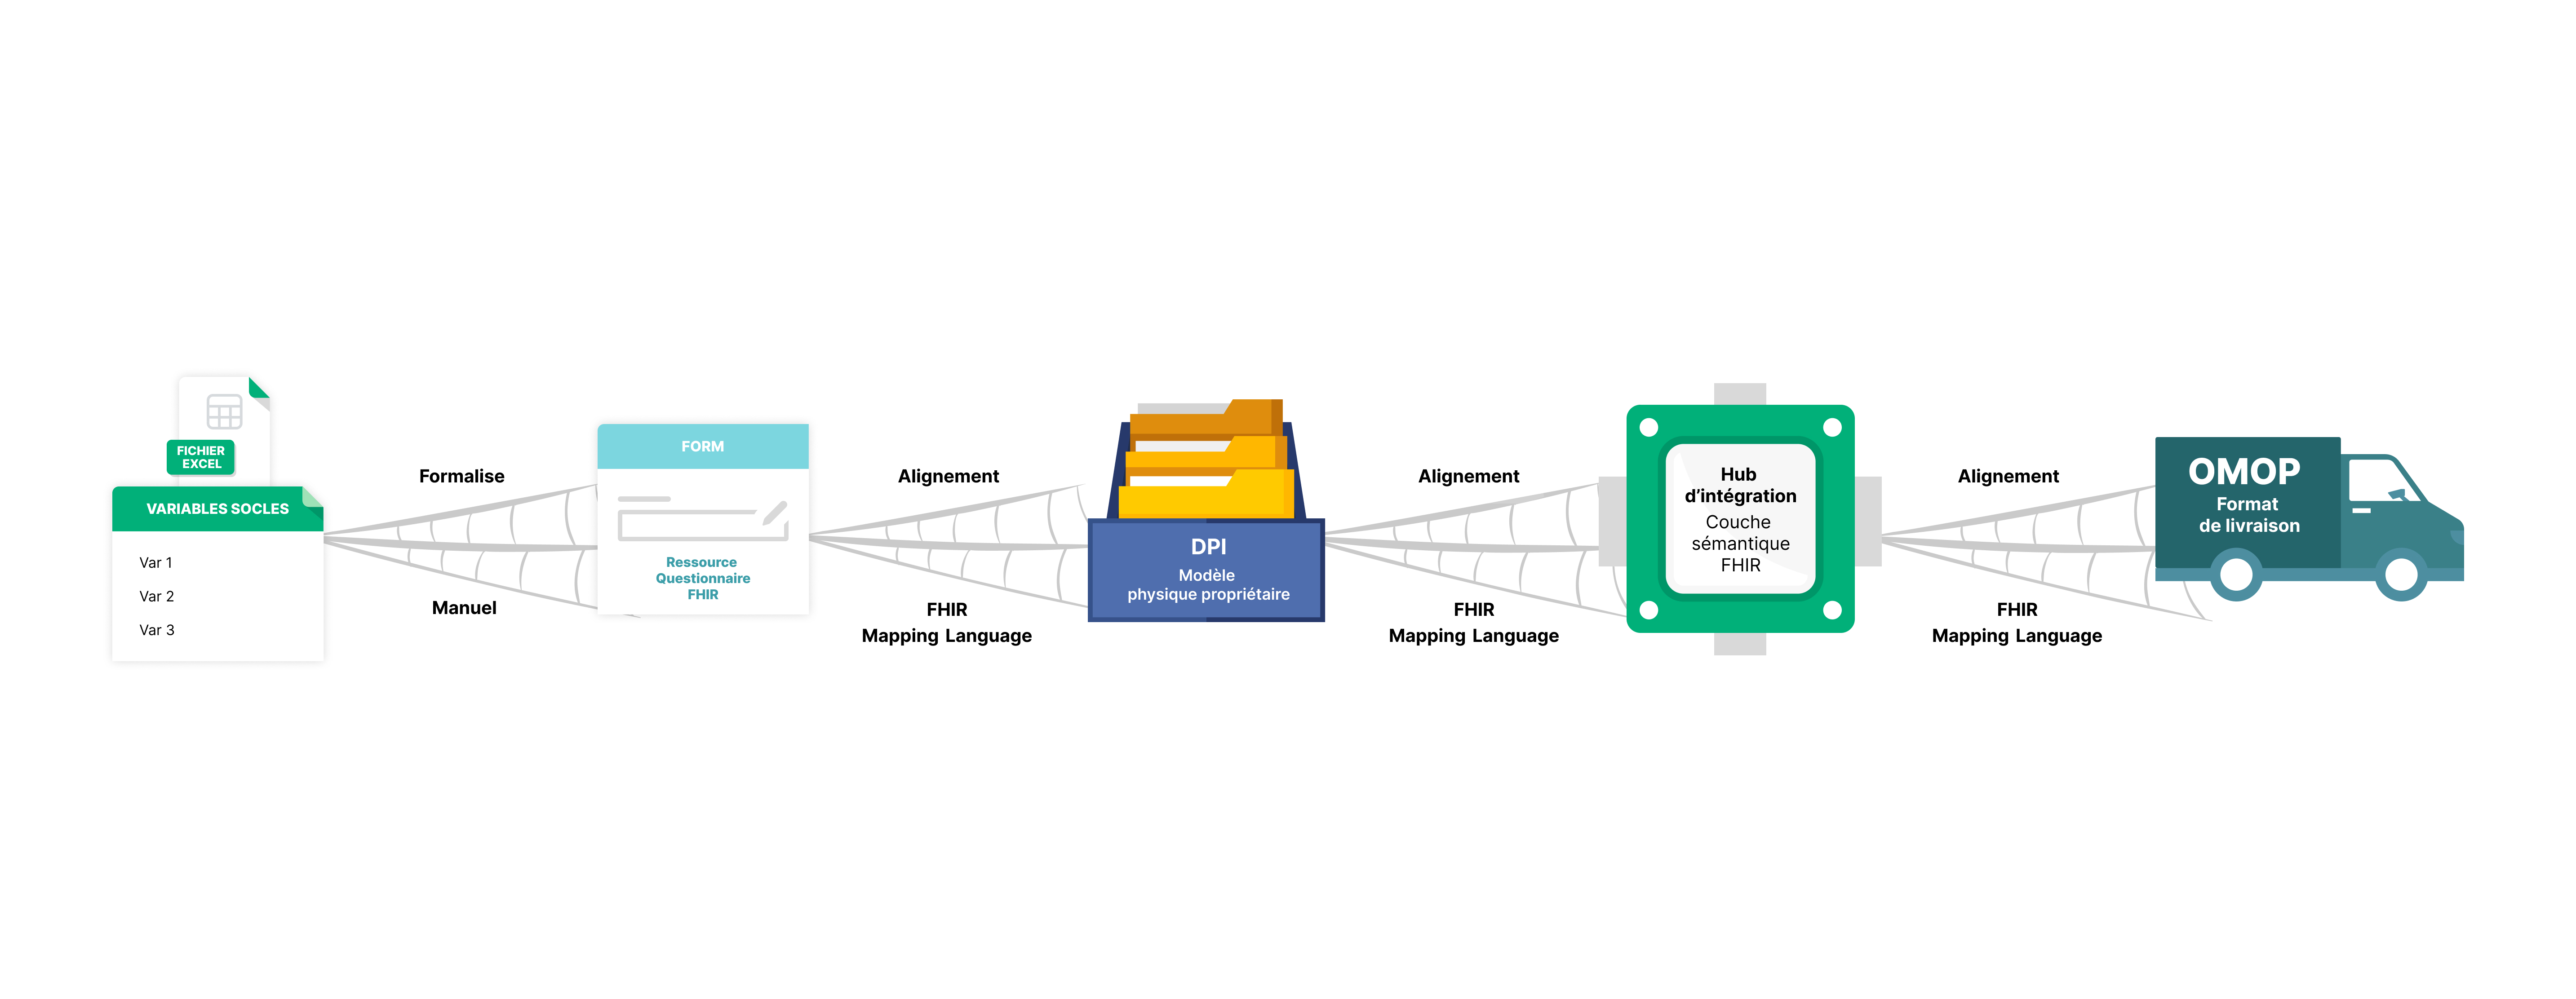 FICHIER
EXCEL
VARIABLES SOCLES
Var 1
Var 2
Var 3
Formalise
Manuel
FORM
Ressource
Questionnaire
FHIR
Alignement
FHIR
Mapping Language
DPI
Modèle
physique propriétaire
Alignement
FHIR
Mapping Language
Hub
d’intégration
Couche
sémantique
FHIR
Alignement
FHIR
Mapping Language
OMOP
Format
de livraison